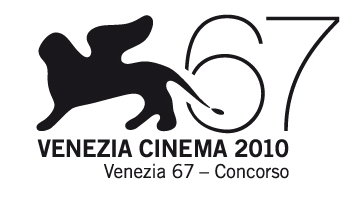 67
VENEZIA CINEMA 2010
Venezia 67 – Concorso